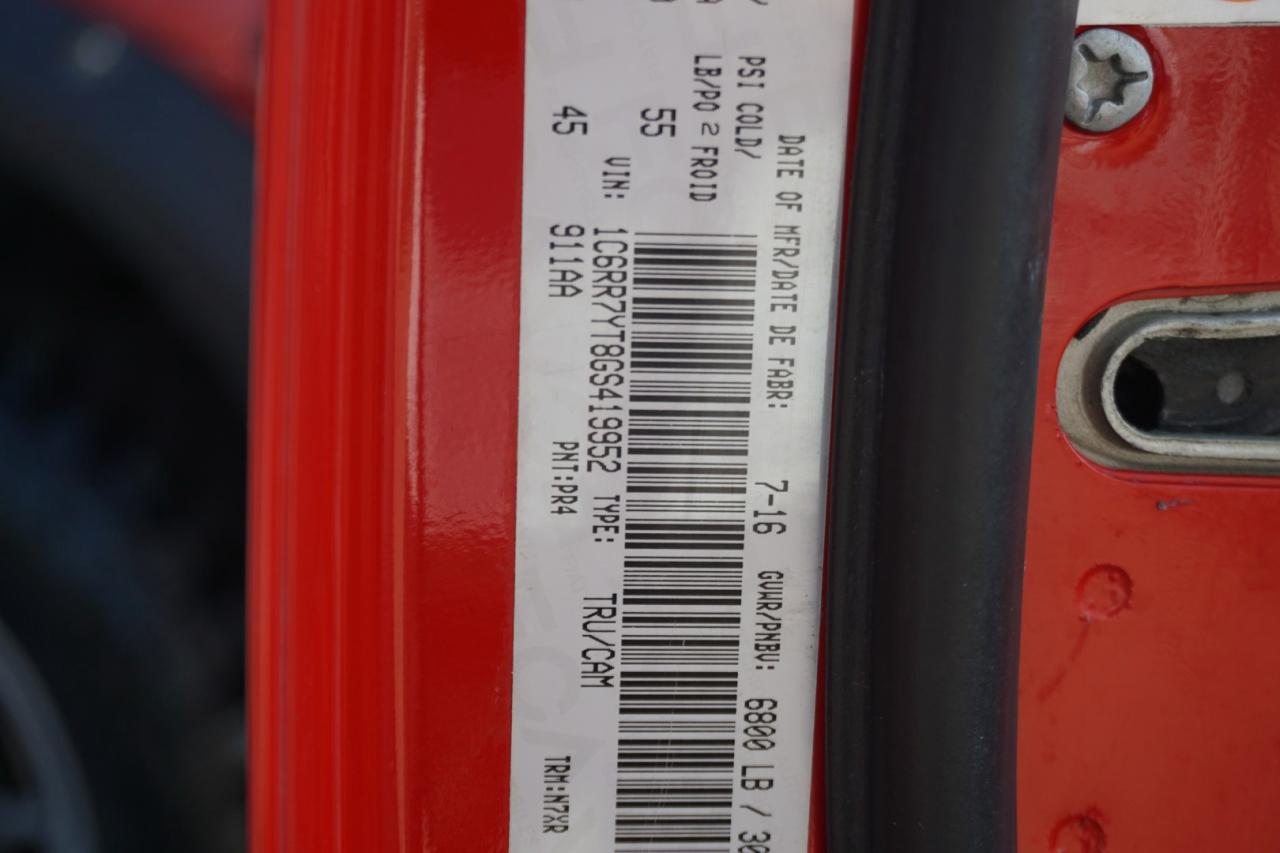 DATE OF MFR/DATE DE FABR: 7-16 GVWR/PNBV: 6800 LB / 30
PSI COLD/
LB/PO 2 FROID
55
VIN: 1C6RR7YT8GS419952 TYPE: TRU/CAM
45 911AA PNT:PR4 TRM:N7XR